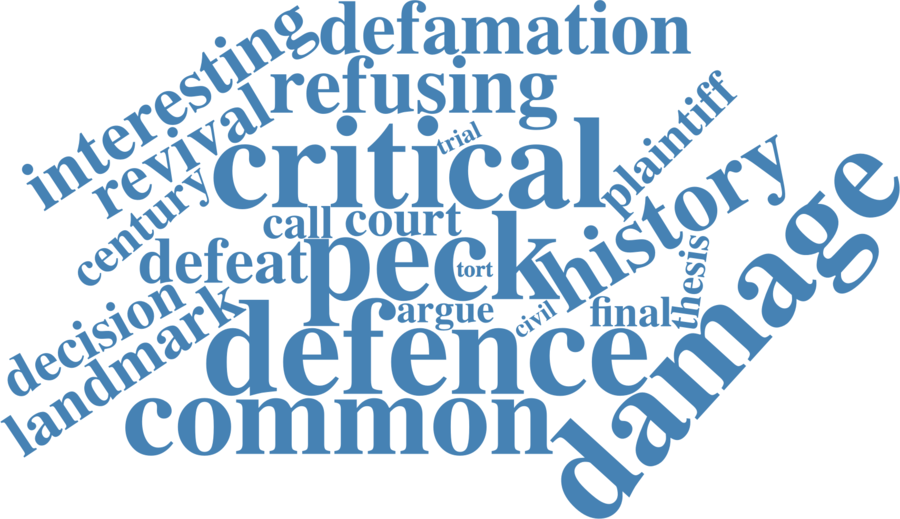 defamation
interesting
refusing
revival
plaintiff
trial
critical
century
history
call
court
damage
peck
defeat
tort
thesis
decision
landmark
argue
civil
final
defence
common